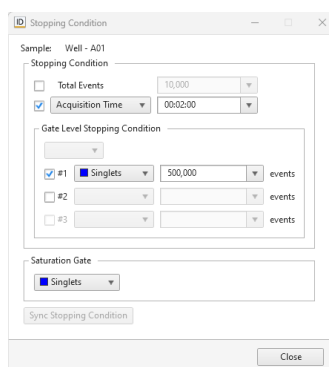 ID Stopping Condition
Sample: Well - A01
Stopping Condition
Total Events 10,000
Acquisition Time 00:02:00
Gate Level Stopping Condition
#1 Singlets 500,000 events
#2 events
#3 events
Saturation Gate
Singlets
Sync Stopping Condition
Close